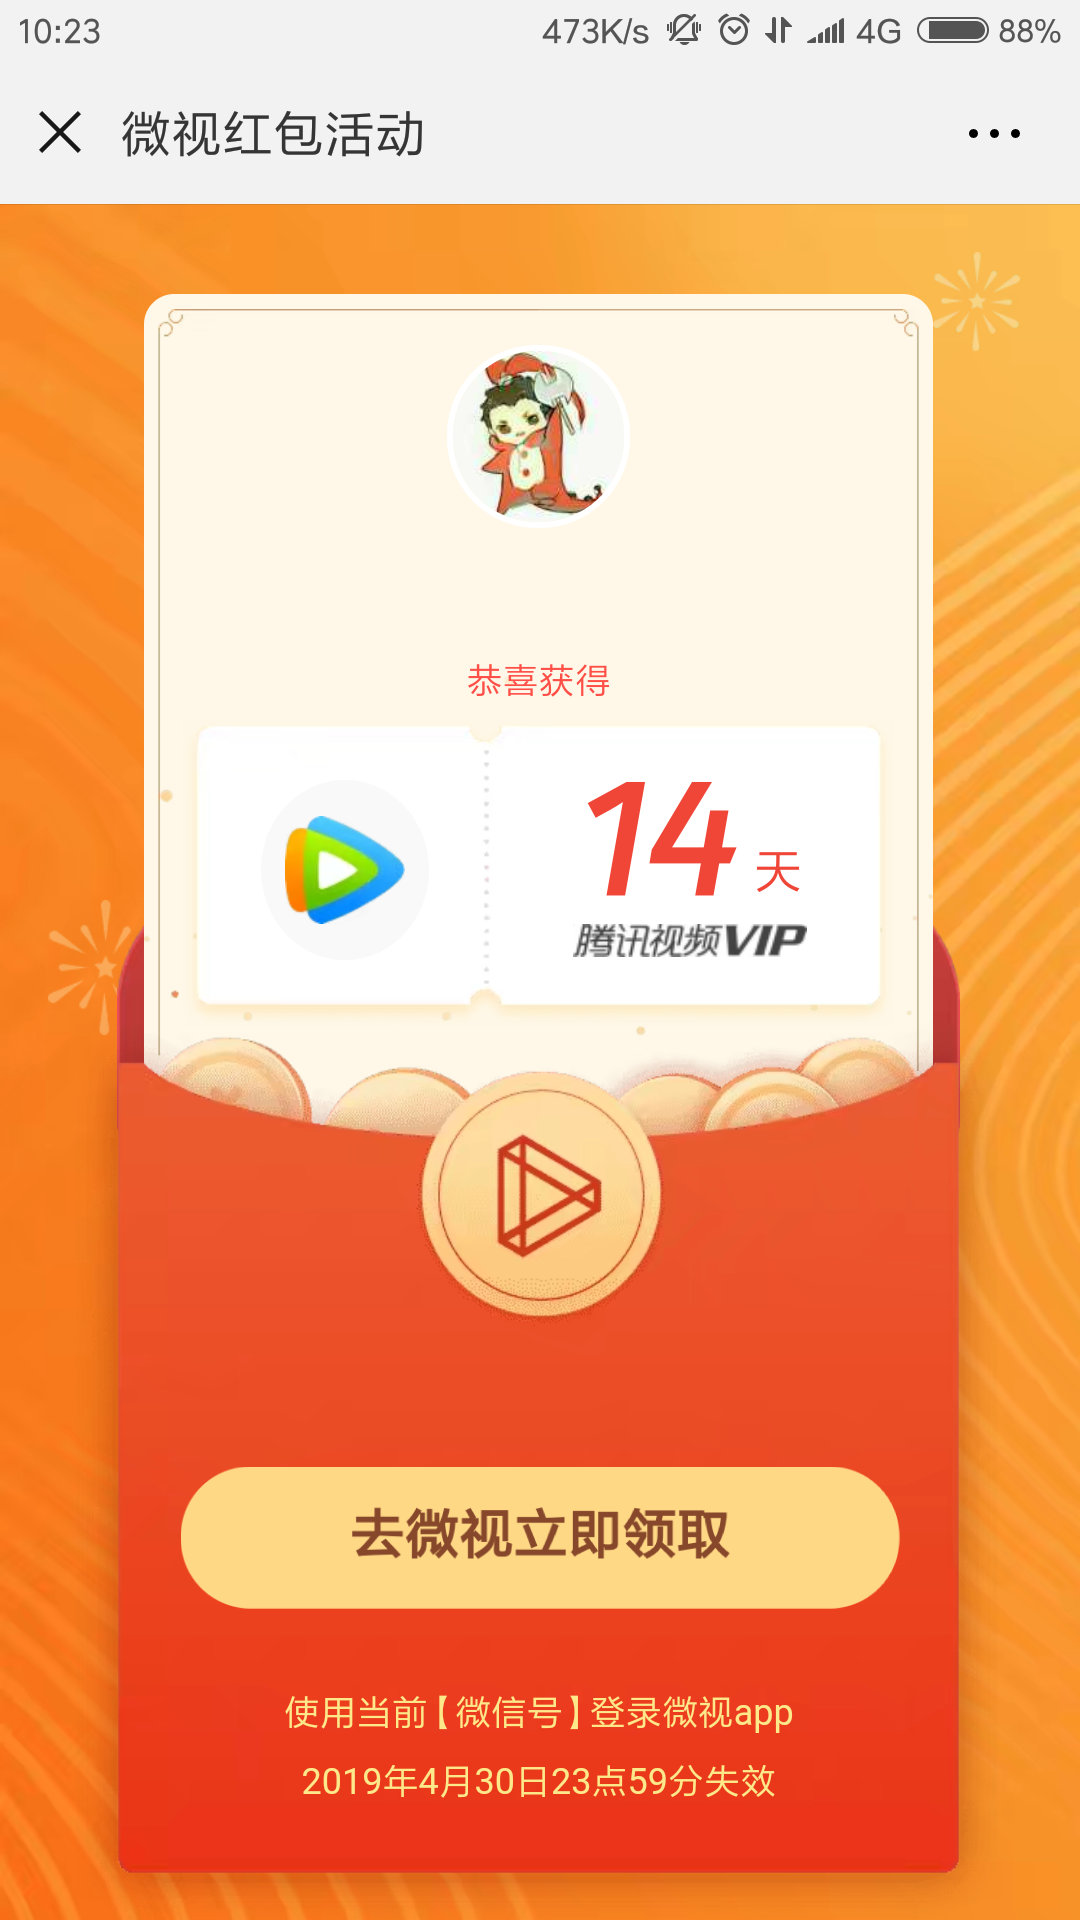 10:23 473K/s 4G 88%
微视红包活动
恭喜获得
14天
腾讯视频VIP
去微视立即领取
使用当前【微信号】登录微视app
2019年4月30日23点59分失效